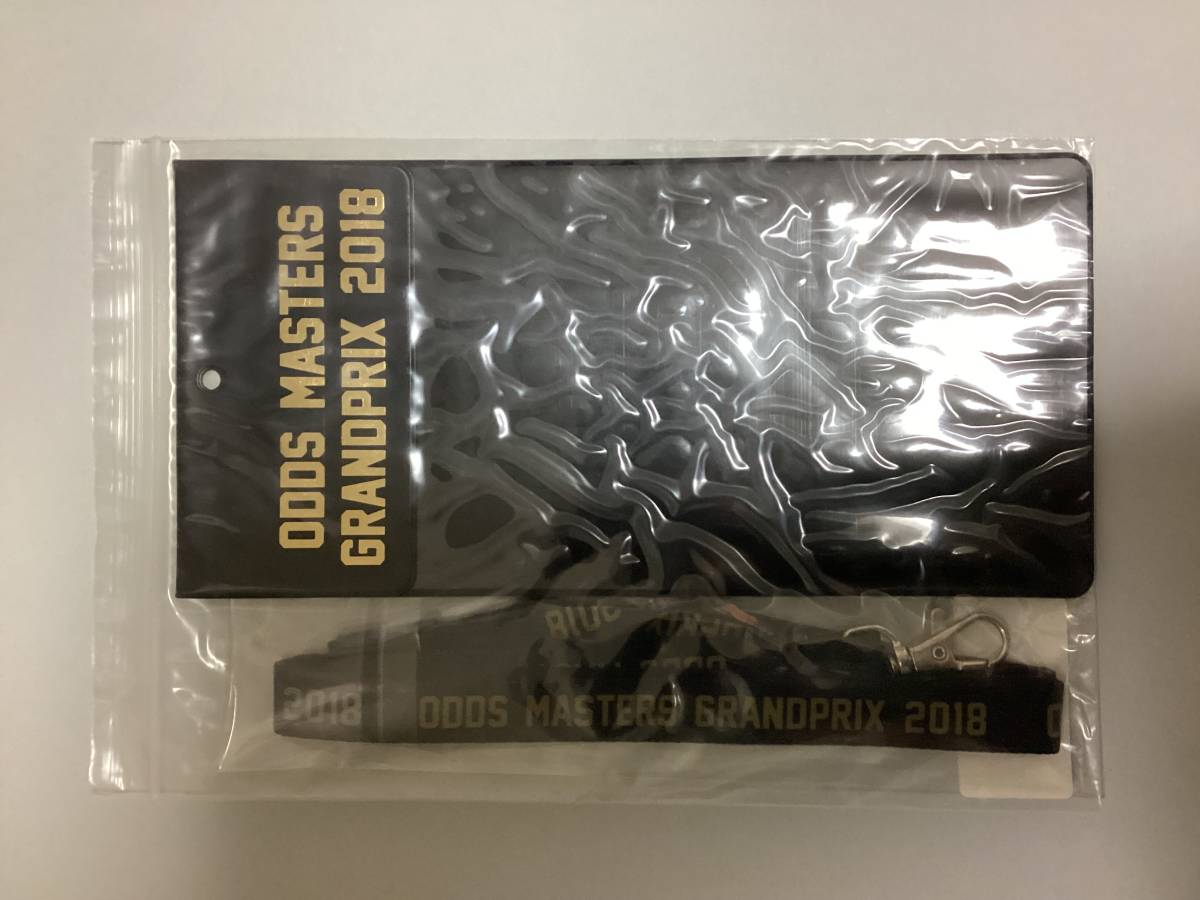 ODDS MASTERS
GRANDPRIX 2018
2018
ODDS MASTERS GRANDPRIX 2018